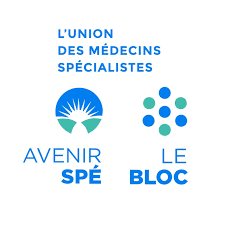 L'UNION
DES MÉDECINS
SPÉCIALISTES
AVENIR
SPÉ
LE
BLOC